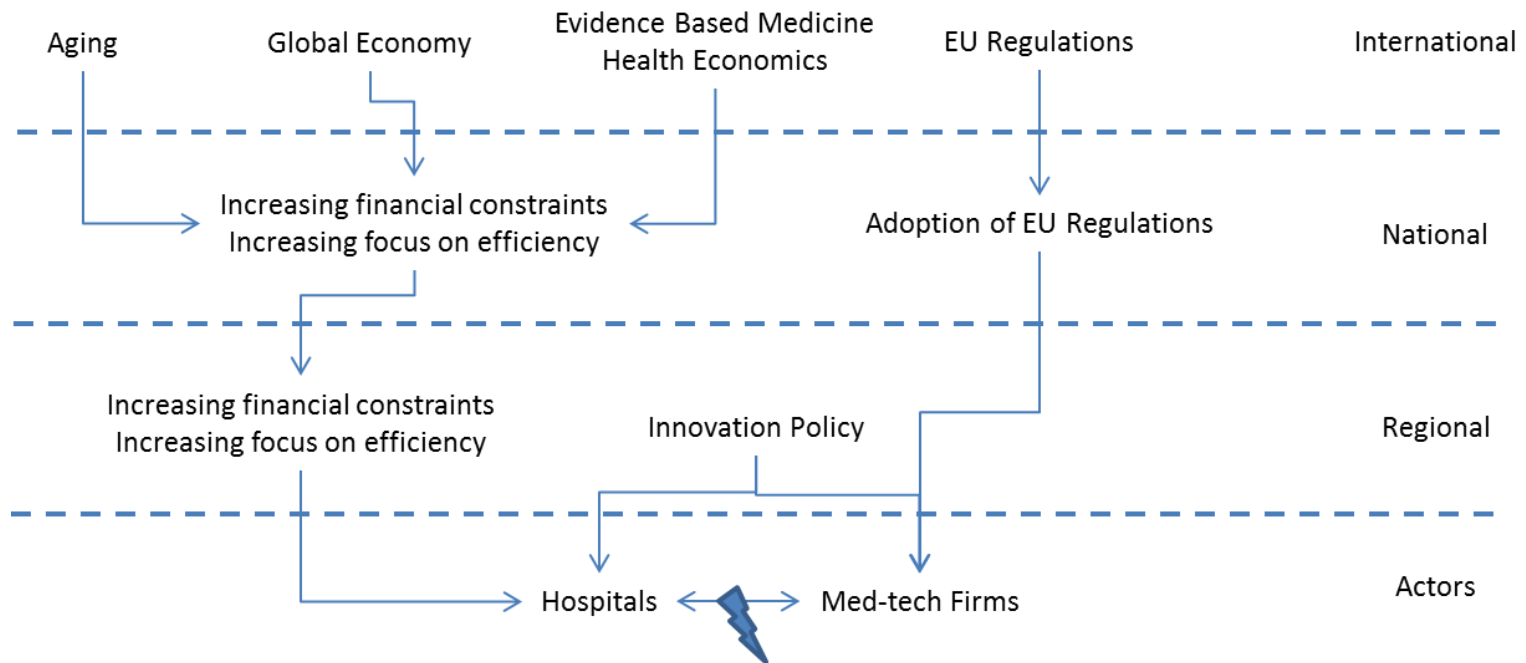 Aging
Global Economy
Evidence Based Medicine
Health Economics
EU Regulations
International
Increasing financial constraints
Increasing focus on efficiency
Adoption of EU Regulations
National
Increasing financial constraints
Increasing focus on efficiency
Innovation Policy
Regional
Hospitals
Med-tech Firms
Actors